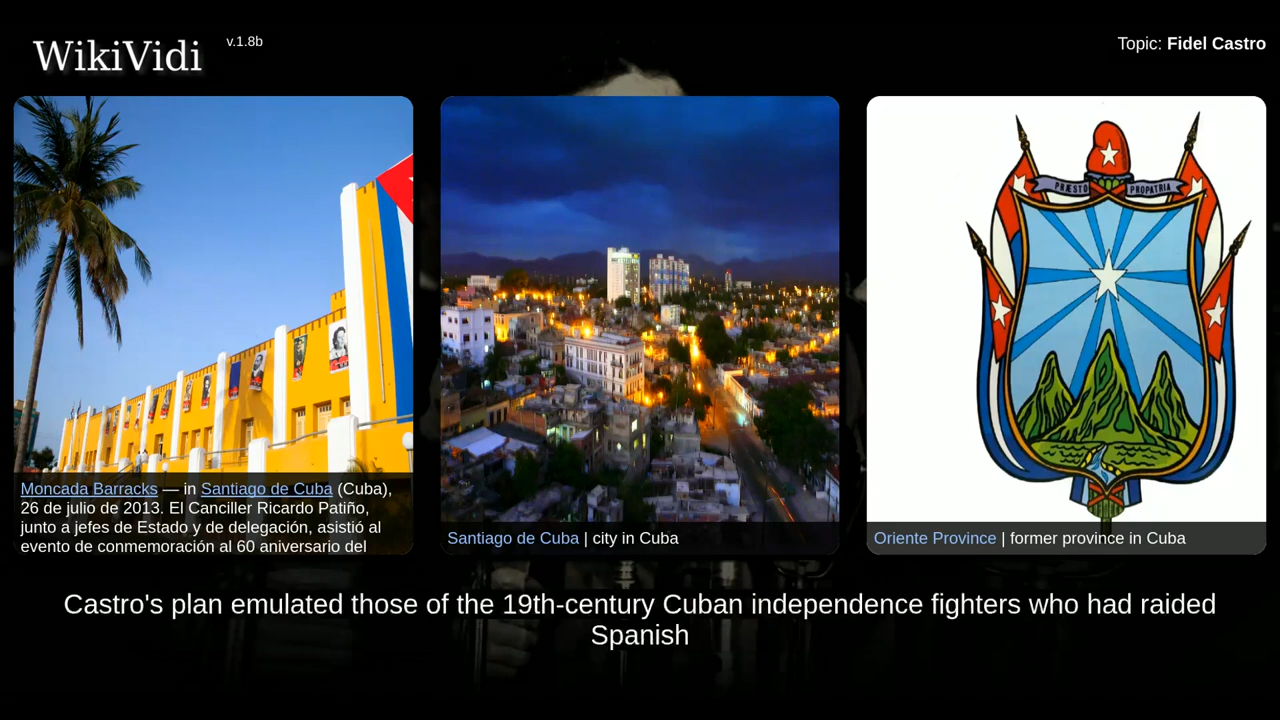 WikiVidi
v.1.8b
Topic: Fidel Castro
PRÆSTO PROPATRIA
Moncada Barracks — in Santiago de Cuba (Cuba),
26 de julio de 2013. El Canciller Ricardo Patiño,
junto a jefes de Estado y de delegación, asistió al
evento de conmemoración al 60 aniversario del
Santiago de Cuba | city in Cuba
Oriente Province | former province in Cuba
Castro's plan emulated those of the 19th-century Cuban independence fighters who had raided
Spanish